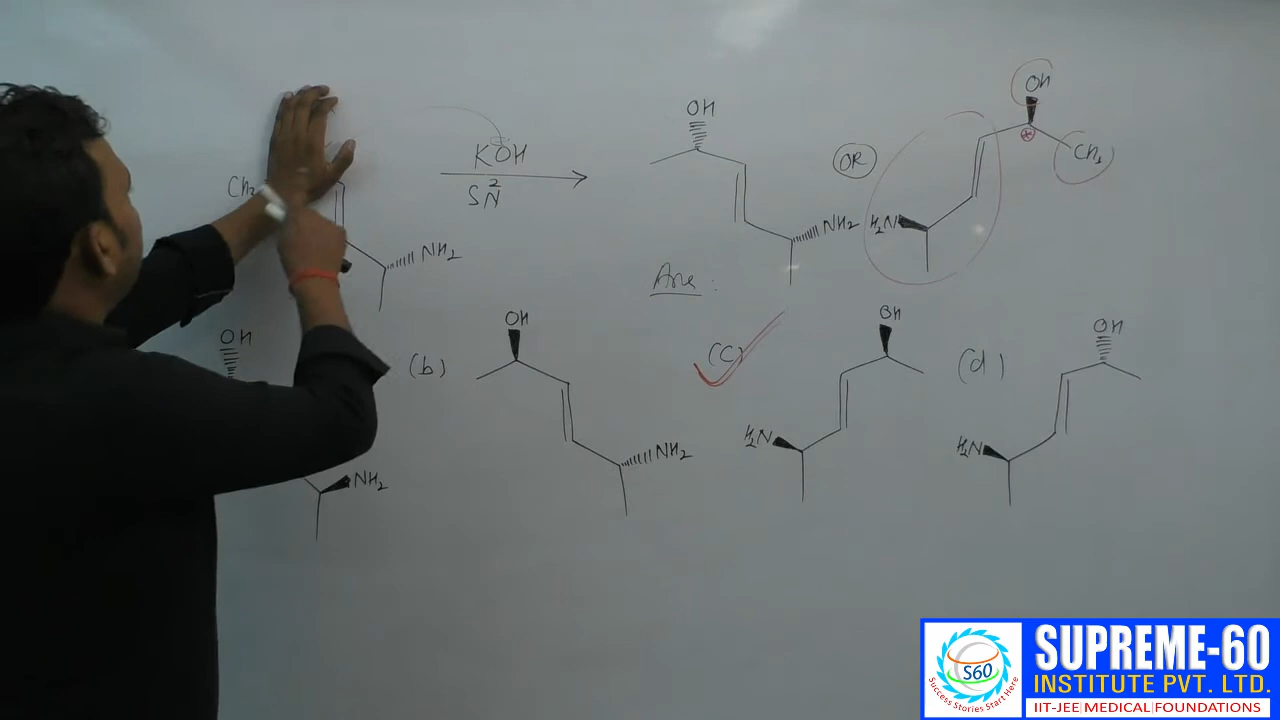 OH
OH
CH3
KOH
SN2
OR
CH3
NH2
H2N
NH2
Ans :
OH
OH
OH
OH
(b)
(C)
(d)
NH2
H2N
H2N
NH2
S60
Success Stories Start Here
SUPREME-60
INSTITUTE PVT. LTD.
IIT-JEE MEDICAL FOUNDATIONS